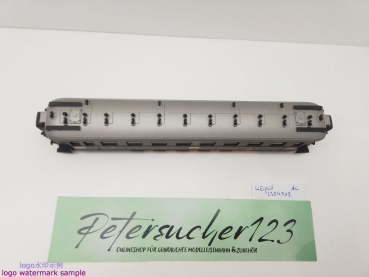 Petersucher123
ONLINESHOP FÜR GEBRAUCHTE MODELLEISENBAHN & ZUBEHÖR
logo水印示例
logo watermark sample